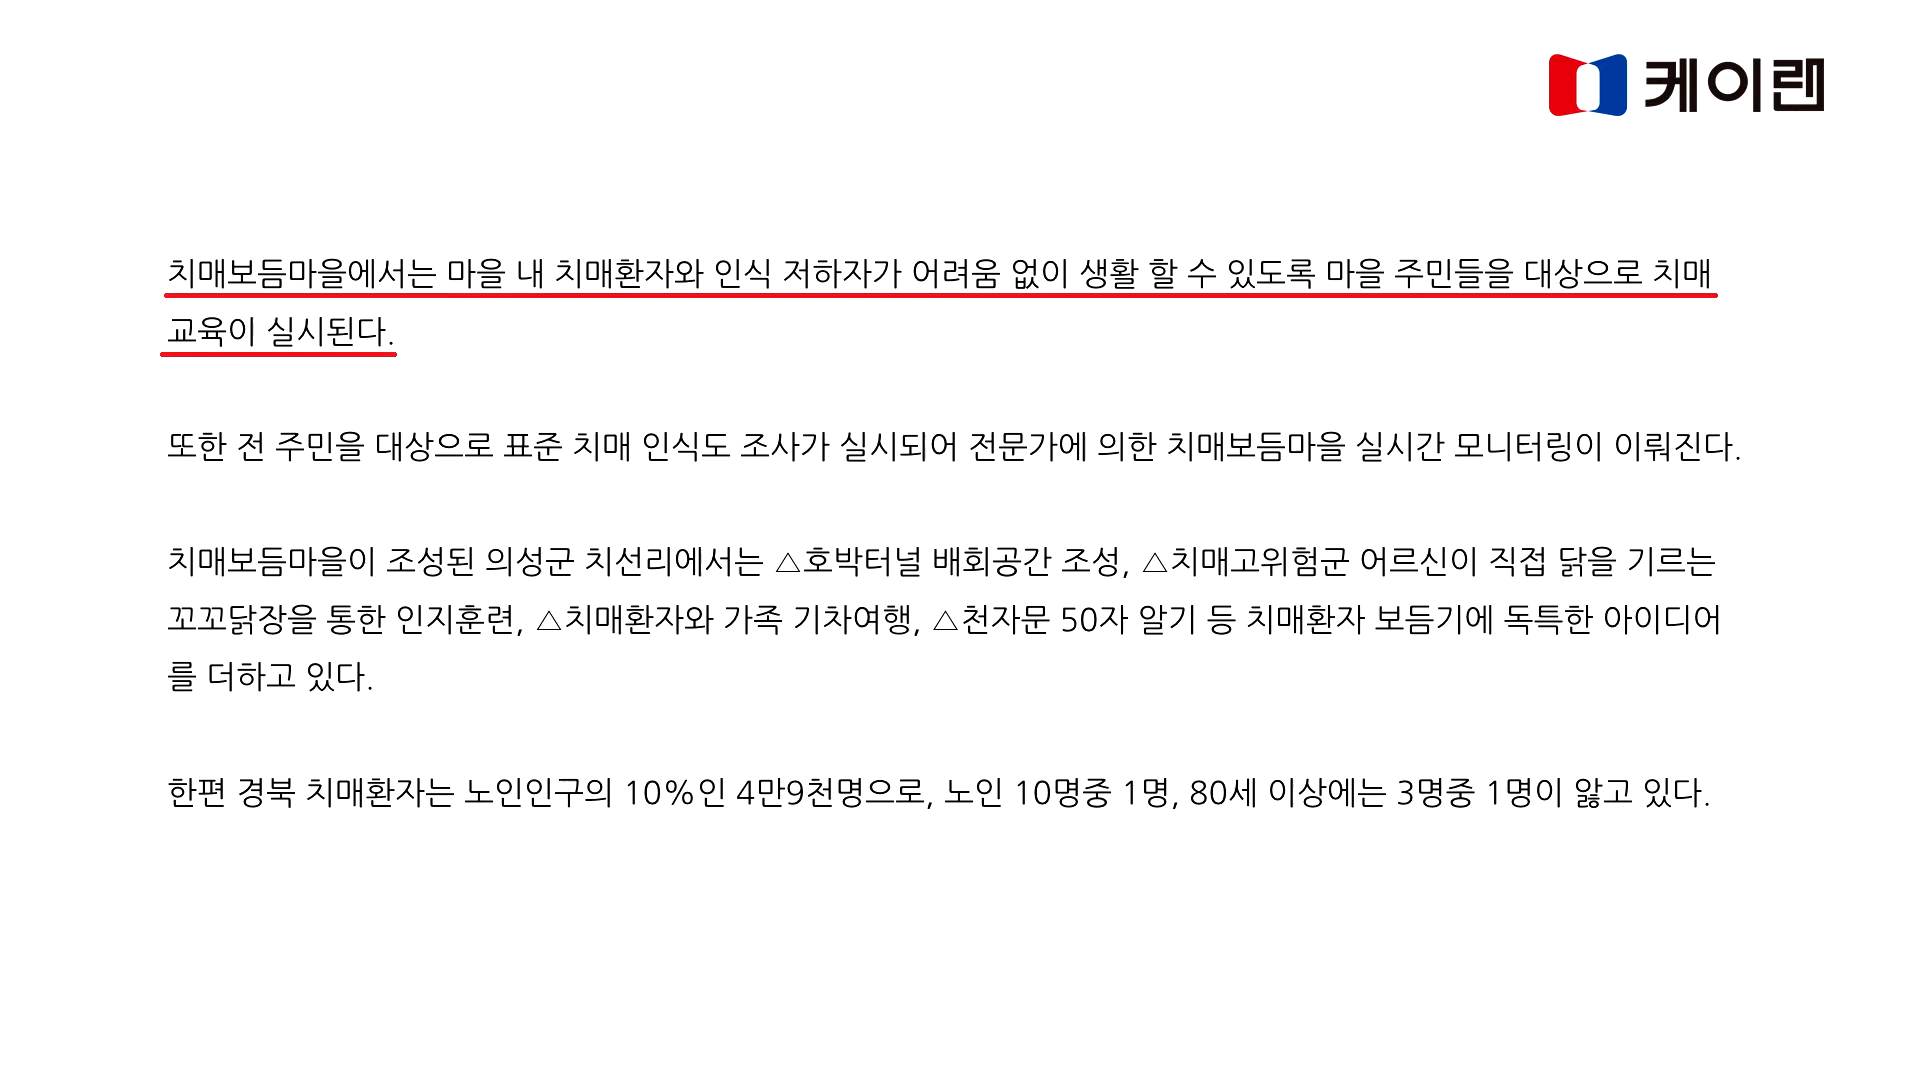 케이랜
치매보듬마을에서는 마을 내 치매환자와 인식 저하자가 어려움 없이 생활 할 수 있도록 마을 주민들을 대상으로 치매
교육이 실시된다.
또한 전 주민을 대상으로 표준 치매 인식도 조사가 실시되어 전문가에 의한 치매보듬마을 실시간 모니터링이 이뤄진다.
치매보듬마을이 조성된 의성군 치선리에서는 △호박터널 배회공간 조성, △치매고위험군 어르신이 직접 닭을 기르는
꼬꼬닭장을 통한 인지훈련, △치매환자와 가족 기차여행, △천자문 50자 알기 등 치매환자 보듬기에 독특한 아이디어
를 더하고 있다.
한편 경북 치매환자는 노인인구의 10%인 4만9천명으로, 노인 10명중 1명, 80세 이상에는 3명중 1명이 앓고 있다.